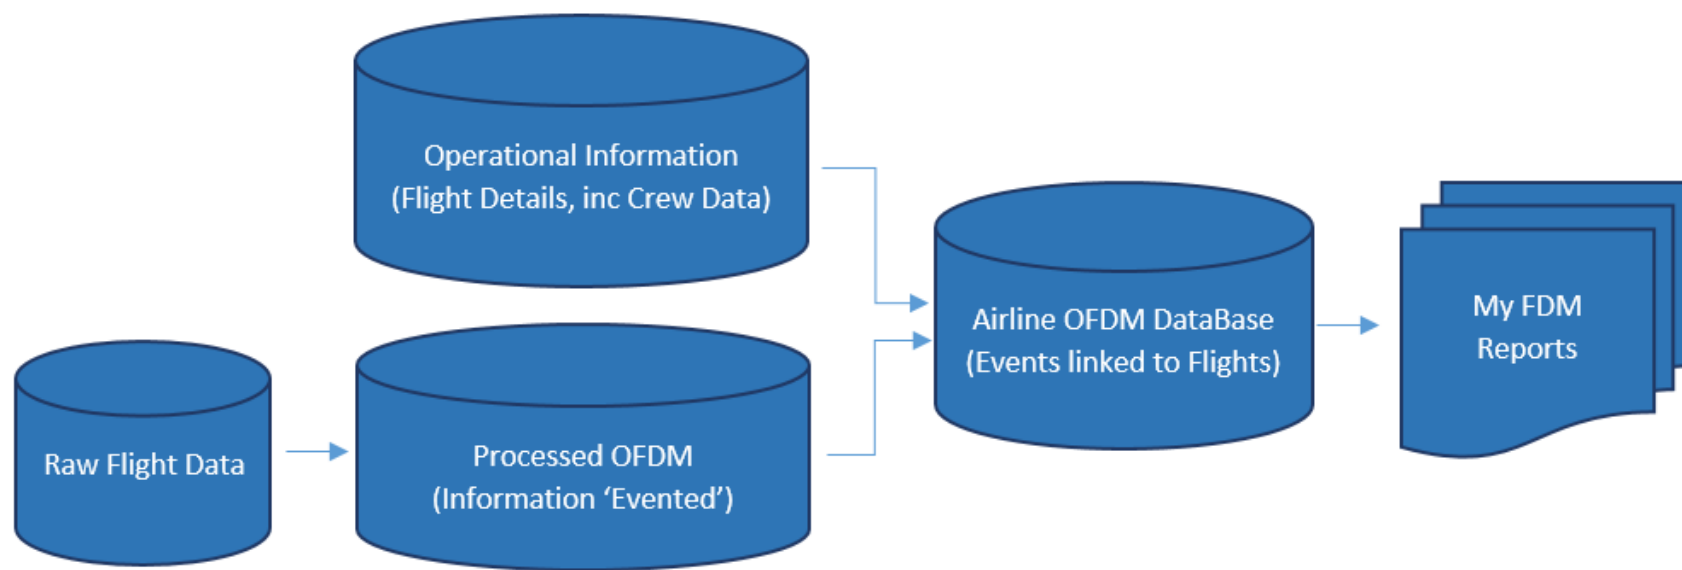 Operational Information
(Flight Details, inc Crew Data)
Raw Flight Data
Processed OFDM
(Information ‘Evented’)
Airline OFDM DataBase
(Events linked to Flights)
My FDM
Reports